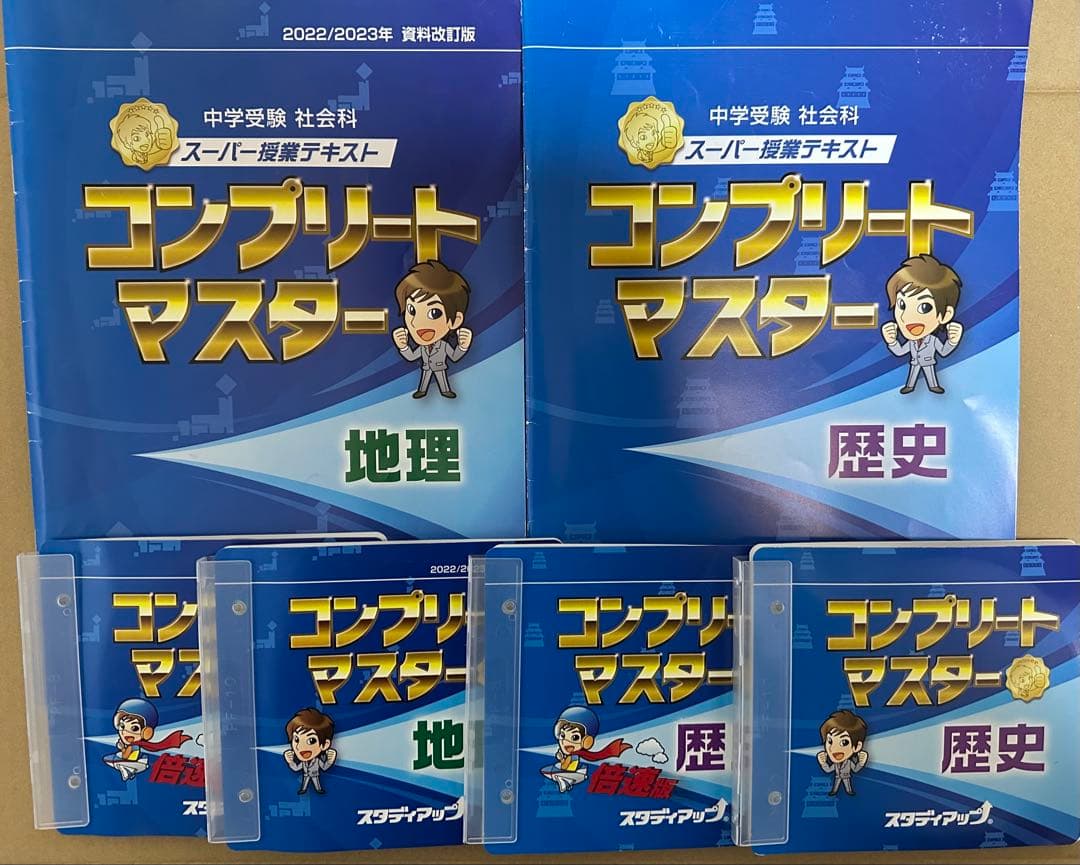 2022/2023年 資料改訂版
中学受験 社会科
スーパー授業テキスト
コンプリート
マスター
地理
中学受験 社会科
スーパー授業テキスト
コンプリート
マスター
歴史
コン
マス
倍速
スタ
2022/2023
コンプリ
マスター
地
スタディアップ
コンプリ
マスター
歴
倍速版
スタディアップ
コンプリート
マスター
歴史
スタディアップ